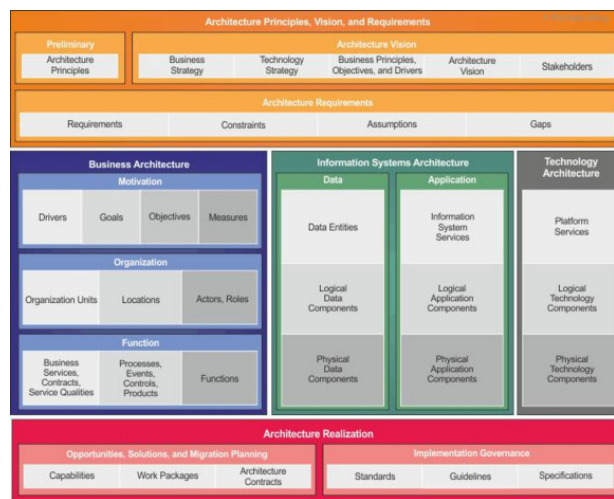 Architecture Principles, Vision, and Requirements
Preliminary
Architecture
Principles
Architecture Vision
Business
Strategy
Technology
Strategy
Business Principles,
Objectives, and Drivers
Architecture
Vision
Stakeholders
Architecture Requirements
Requirements
Constraints
Assumptions
Gaps
Business Architecture
Motivation
Drivers
Goals
Objectives
Measures
Organization
Organization Units
Locations
Actors, Roles
Function
Business
Services,
Contracts,
Service Qualities
Processes,
Events,
Controls,
Products
Functions
Information Systems Architecture
Data
Data Entities
Logical
Data
Components
Physical
Data
Components
Application
Information
System
Services
Logical
Application
Components
Physical
Application
Components
Technology
Architecture
Platform
Services
Logical
Technology
Components
Physical
Technology
Components
Architecture Realization
Opportunities, Solutions, and Migration Planning
Capabilities
Work Packages
Architecture
Contracts
Implementation Governance
Standards
Guidelines
Specifications